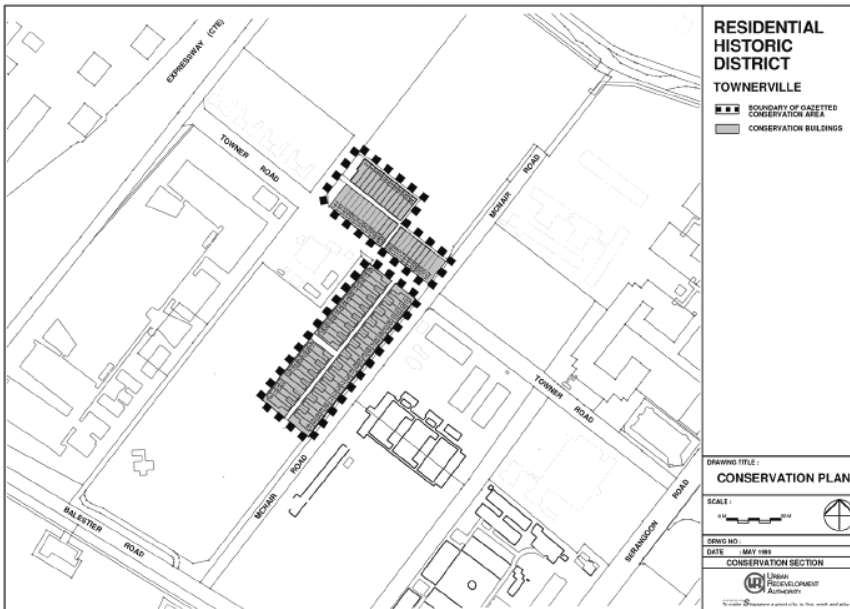 EXPRESSWAY (CTE)
TOWNER ROAD
MCNAIR ROAD
TOWNER ROAD
MCNAIR ROAD
BALESTIER ROAD
SERANGOON ROAD
RESIDENTIAL
HISTORIC
DISTRICT
TOWNERVILLE
BOUNDARY OF GAZETTED
CONSERVATION AREA
CONSERVATION BUILDINGS
DRAWING TITLE :
CONSERVATION PLAN
SCALE :
DRWG NO :
DATE : MAY
CONSERVATION SECTION
URBAN
REDEVELOPMENT
AUTHORITY